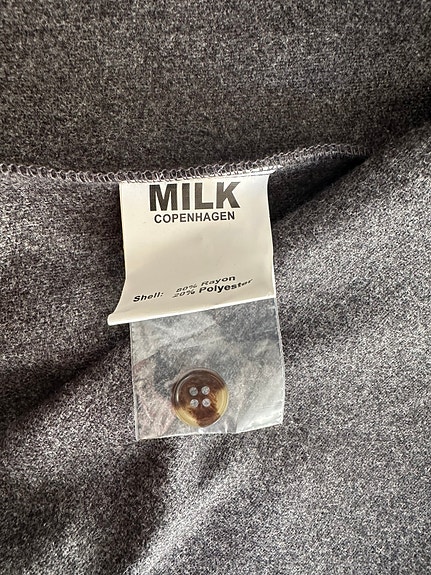 MILK
COPENHAGEN
Shell: 80% Rayon
20% Polyester